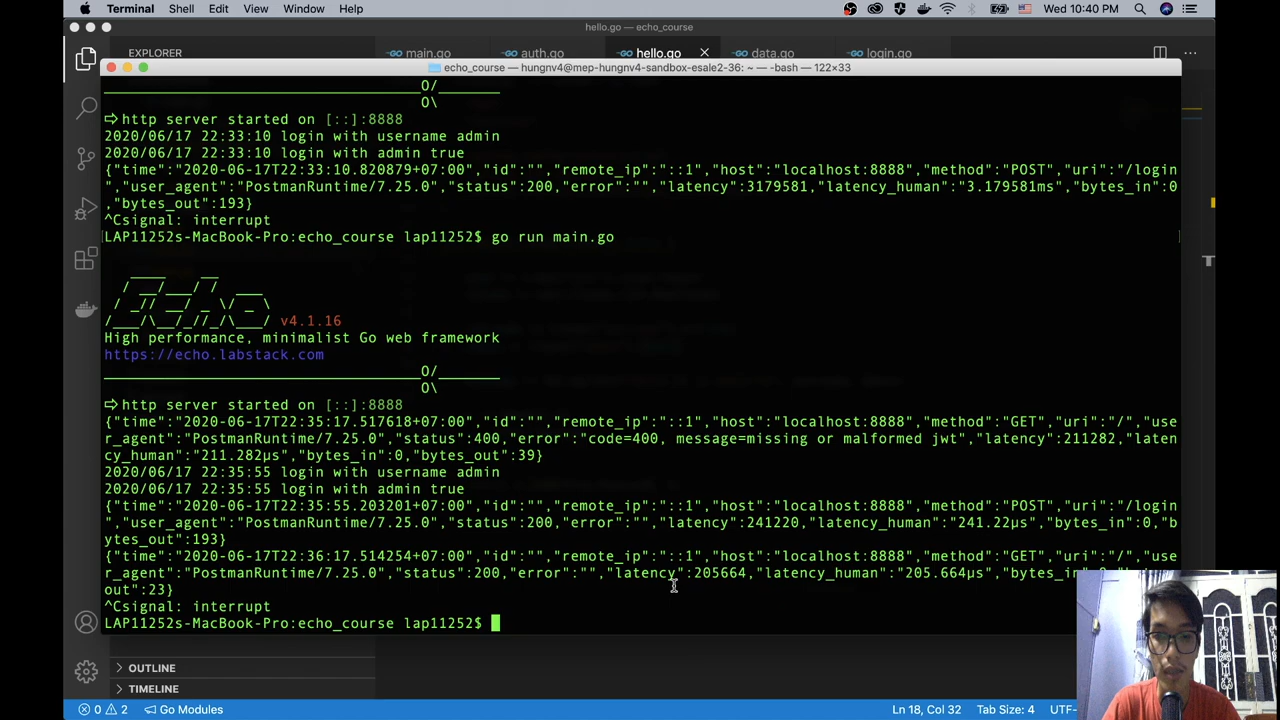 Terminal Shell Edit View Window Help Wed 10:40 PM
hello.go — echo_course
EXPLORER main.go auth.go hello.go data.go login.go
echo_course — hungnv4@mep-hungnv4-sandbox-esale2-36: ~ — -bash — 122×33
O/
O\
⇨ http server started on [::]:8888
2020/06/17 22:33:10 login with username admin
2020/06/17 22:33:10 login with admin true
{"time":"2020-06-17T22:33:10.820879+07:00","id":"","remote_ip":"::1","host":"localhost:8888","method":"POST","uri":"/login
","user_agent":"PostmanRuntime/7.25.0","status":200,"error":"","latency":3179581,"latency_human":"3.179581ms","bytes_in":0
,"bytes_out":193}
^Csignal: interrupt
LAP11252s-MacBook-Pro:echo_course lap11252$ go run main.go
Echo v4.1.16
High performance, minimalist Go web framework
https://echo.labstack.com
O/
O\
⇨ http server started on [::]:8888
{"time":"2020-06-17T22:35:17.517618+07:00","id":"","remote_ip":"::1","host":"localhost:8888","method":"GET","uri":"/","use
r_agent":"PostmanRuntime/7.25.0","status":400,"error":"code=400, message=missing or malformed jwt","latency":211282,"laten
cy_human":"211.282µs","bytes_in":0,"bytes_out":39}
2020/06/17 22:35:55 login with username admin
2020/06/17 22:35:55 login with admin true
{"time":"2020-06-17T22:35:55.203201+07:00","id":"","remote_ip":"::1","host":"localhost:8888","method":"POST","uri":"/login
","user_agent":"PostmanRuntime/7.25.0","status":200,"error":"","latency":241220,"latency_human":"241.22µs","bytes_in":0,"b
ytes_out":193}
{"time":"2020-06-17T22:36:17.514254+07:00","id":"","remote_ip":"::1","host":"localhost:8888","method":"GET","uri":"/","use
r_agent":"PostmanRuntime/7.25.0","status":200,"error":"","latency":205664,"latency_human":"205.664µs","bytes_in"
out":23}
^Csignal: interrupt
LAP11252s-MacBook-Pro:echo_course lap11252$
OUTLINE
TIMELINE
0 2 Go Modules Ln 18, Col 32 Tab Size: 4 UTF-